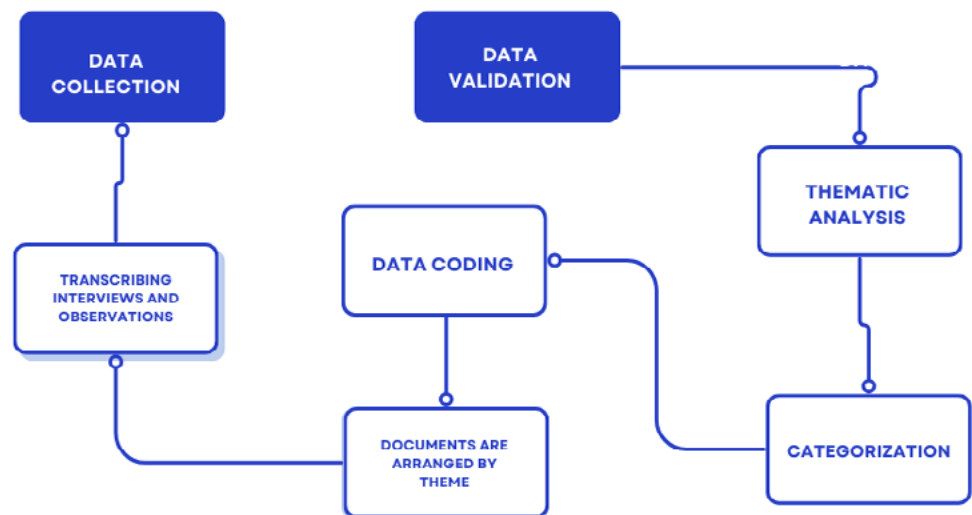 DATA
COLLECTION
DATA
VALIDATION
THEMATIC
ANALYSIS
DATA CODING
TRANSCRIBING
INTERVIEWS AND
OBSERVATIONS
DOCUMENTS ARE
ARRANGED BY
THEME
CATEGORIZATION